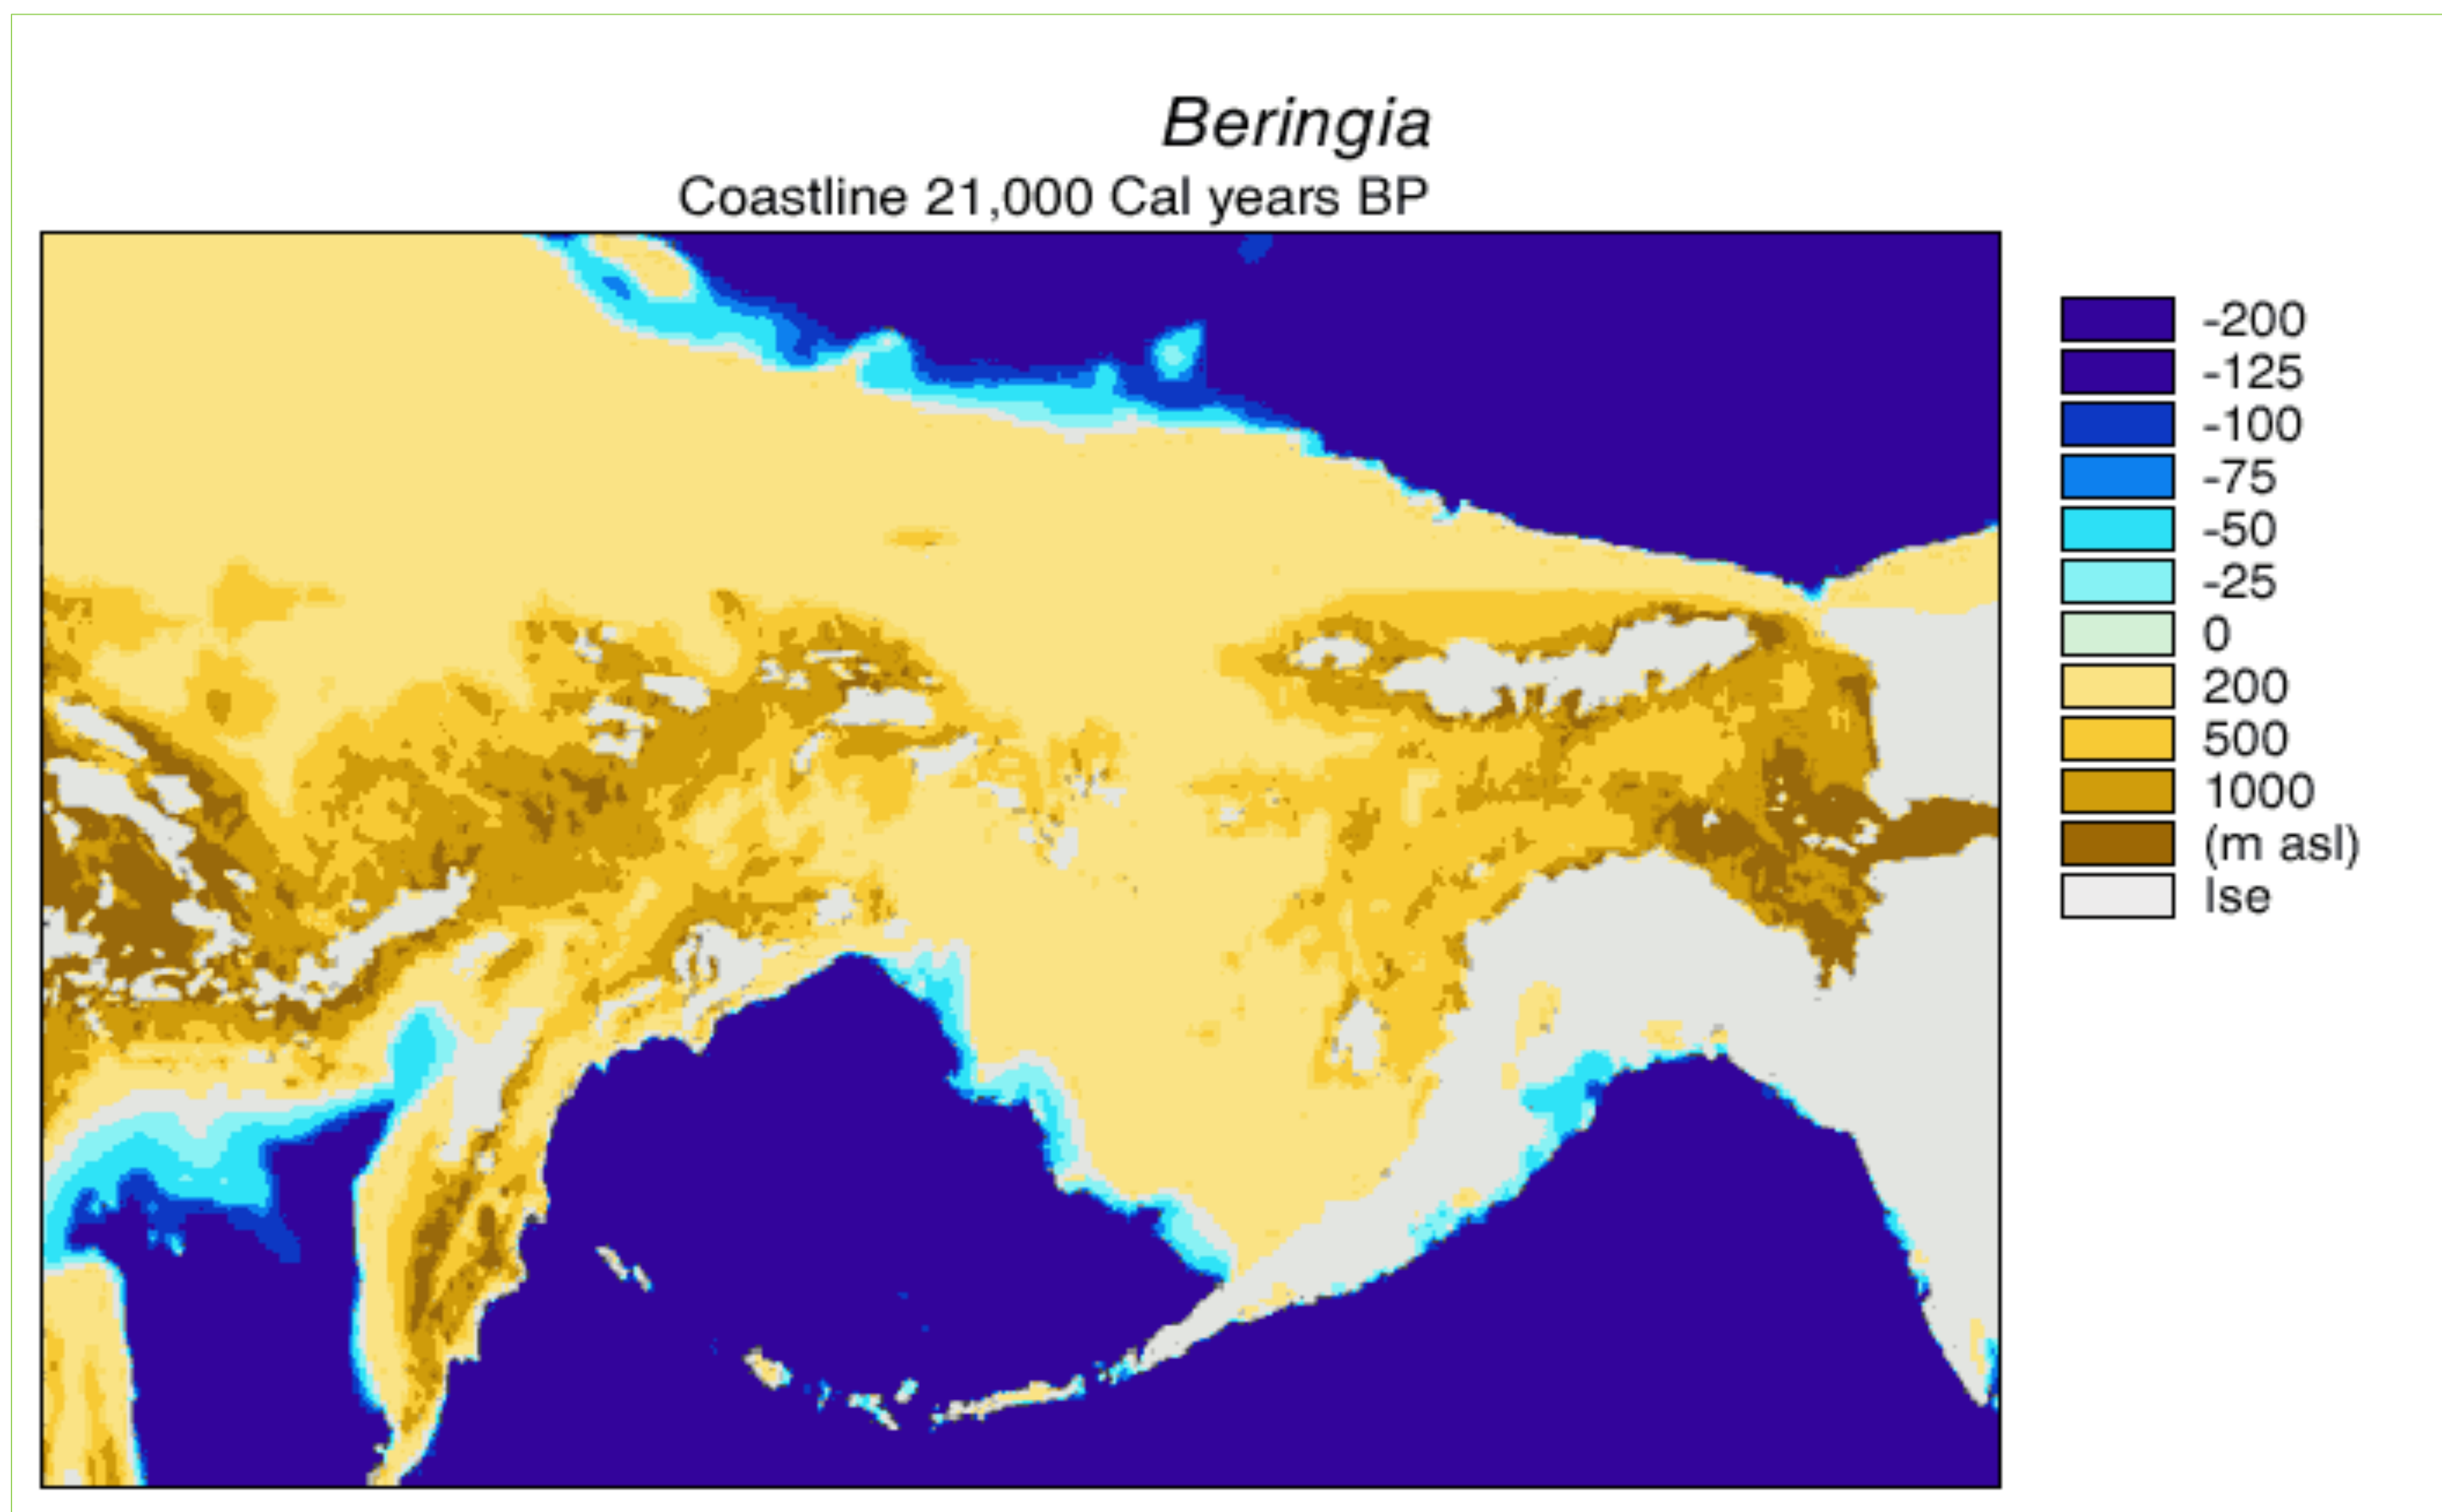 Beringia
Coastline 21,000 Cal years BP
-200
-125
-100
-75
-50
-25
0
200
500
1000
(m asl)
Ise